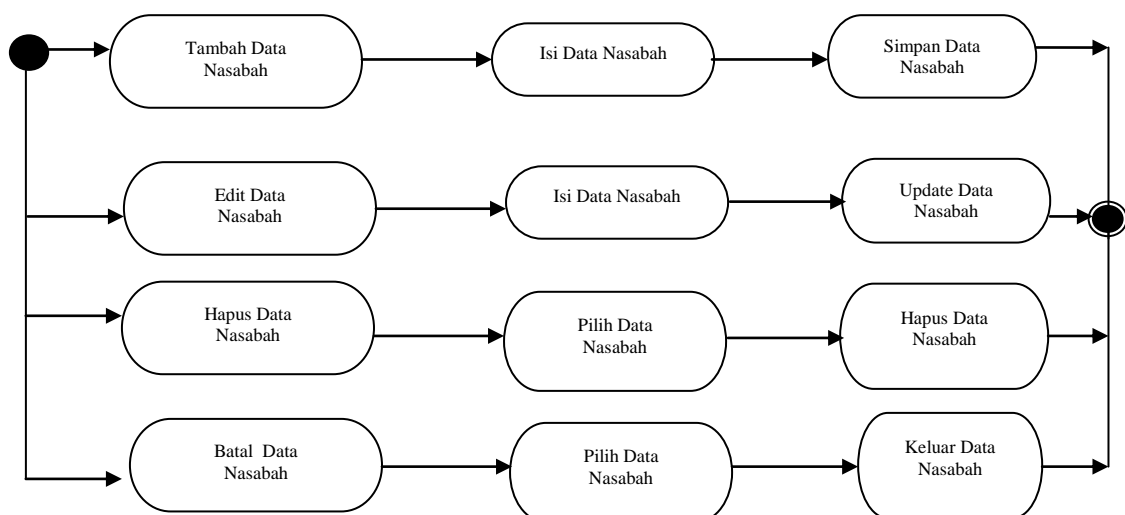 Tambah Data
Nasabah
Isi Data Nasabah
Simpan Data
Nasabah
Edit Data
Nasabah
Isi Data Nasabah
Update Data
Nasabah
Hapus Data
Nasabah
Pilih Data
Nasabah
Hapus Data
Nasabah
Batal  Data
Nasabah
Pilih Data
Nasabah
Keluar Data
Nasabah